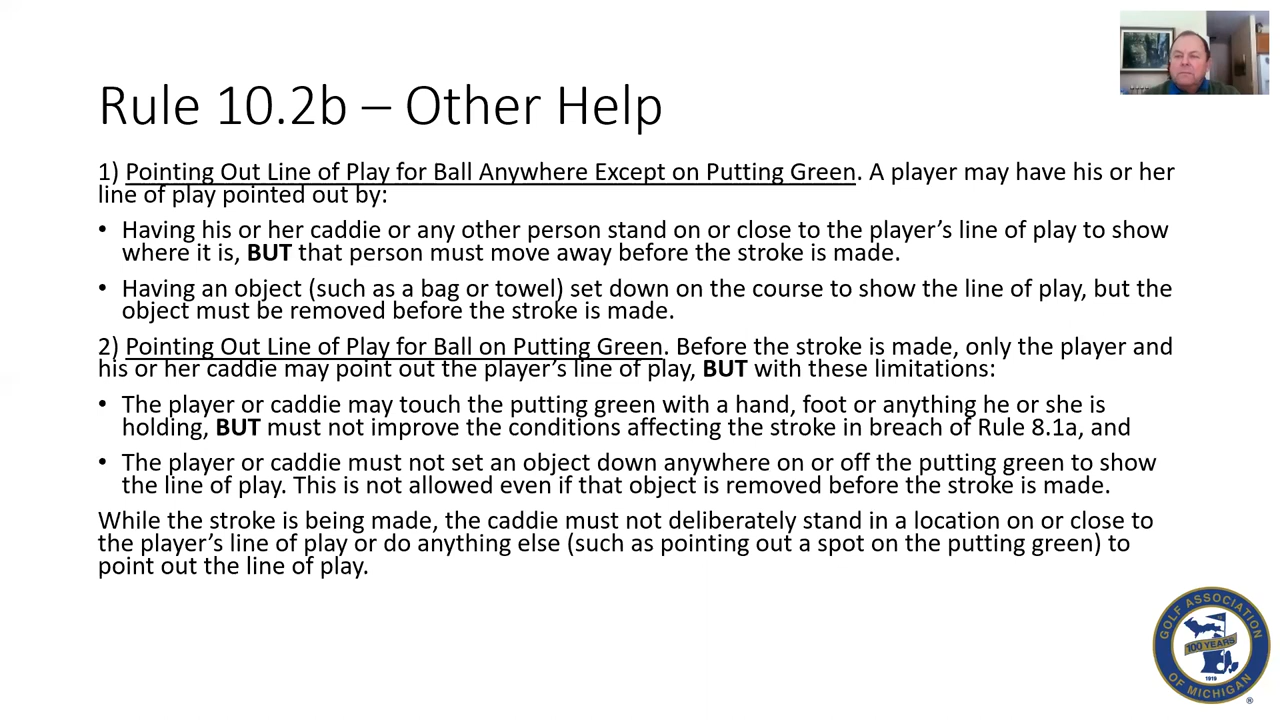 Rule 10.2b – Other Help
1) Pointing Out Line of Play for Ball Anywhere Except on Putting Green. A player may have his or her
line of play pointed out by:
• Having his or her caddie or any other person stand on or close to the player’s line of play to show
where it is, BUT that person must move away before the stroke is made.
• Having an object (such as a bag or towel) set down on the course to show the line of play, but the
object must be removed before the stroke is made.
2) Pointing Out Line of Play for Ball on Putting Green. Before the stroke is made, only the player and
his or her caddie may point out the player’s line of play, BUT with these limitations:
• The player or caddie may touch the putting green with a hand, foot or anything he or she is
holding, BUT must not improve the conditions affecting the stroke in breach of Rule 8.1a, and
• The player or caddie must not set an object down anywhere on or off the putting green to show
the line of play. This is not allowed even if that object is removed before the stroke is made.
While the stroke is being made, the caddie must not deliberately stand in a location on or close to
the player’s line of play or do anything else (such as pointing out a spot on the putting green) to
point out the line of play.
GOLF ASSOCIATION
100 YEARS
1919
OF MICHIGAN
®